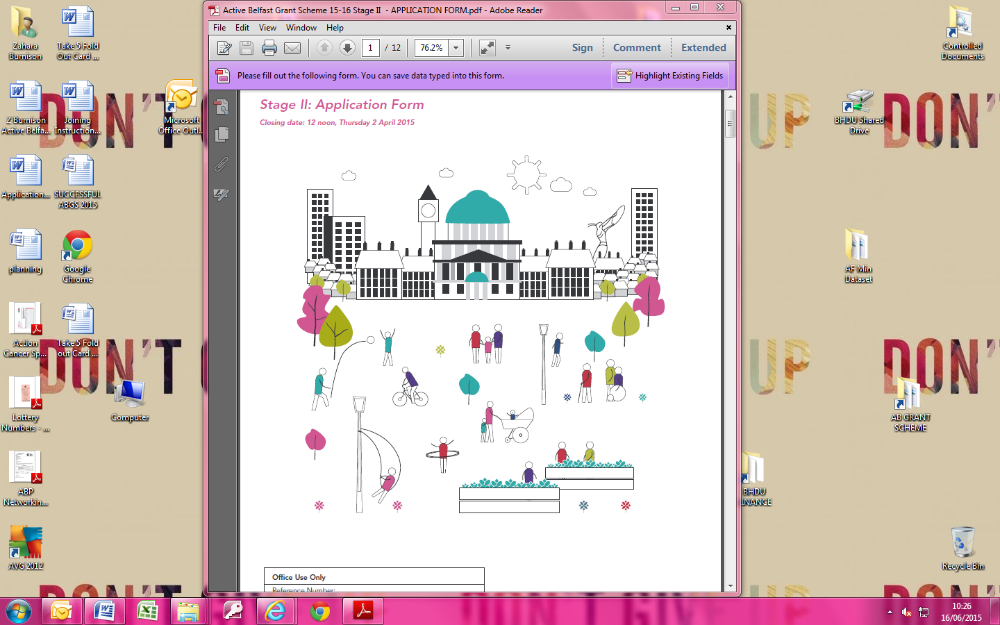 Active Belfast Grant Scheme 15-16 Stage II - APPLICATION FORM.pdf - Adobe Reader
File Edit View Window Help
1 / 12 76.2% Sign Comment Extended
Please fill out the following form. You can save data typed into this form. Highlight Existing Fields
Stage II: Application Form
Closing date: 12 noon, Thursday 2 April 2015
Office Use Only
Reference Number:
Zahara
Burnison
Take 5 Fold
Out Card ...
Z Burnison
Active Belfa...
Joining
Instruction...
Microsoft
Office Outl...
Application...
SUCCESSFUL
ABGS 2015
planning
Google
Chrome
Action
Cancer Sp...
Take 5 Fold
out Card ...
Lottery
Numbers - ...
Computer
ABP
Networkin...
AVG 2012
Controlled
Documents
BHDU Shared
Drive
AF Min
Dataset
AB GRANT
SCHEME
BHDU
FINANCE
Recycle Bin
DON'T G UP DON'T
DON'T G UP DON'T
DON'T
10:26
16/06/2015